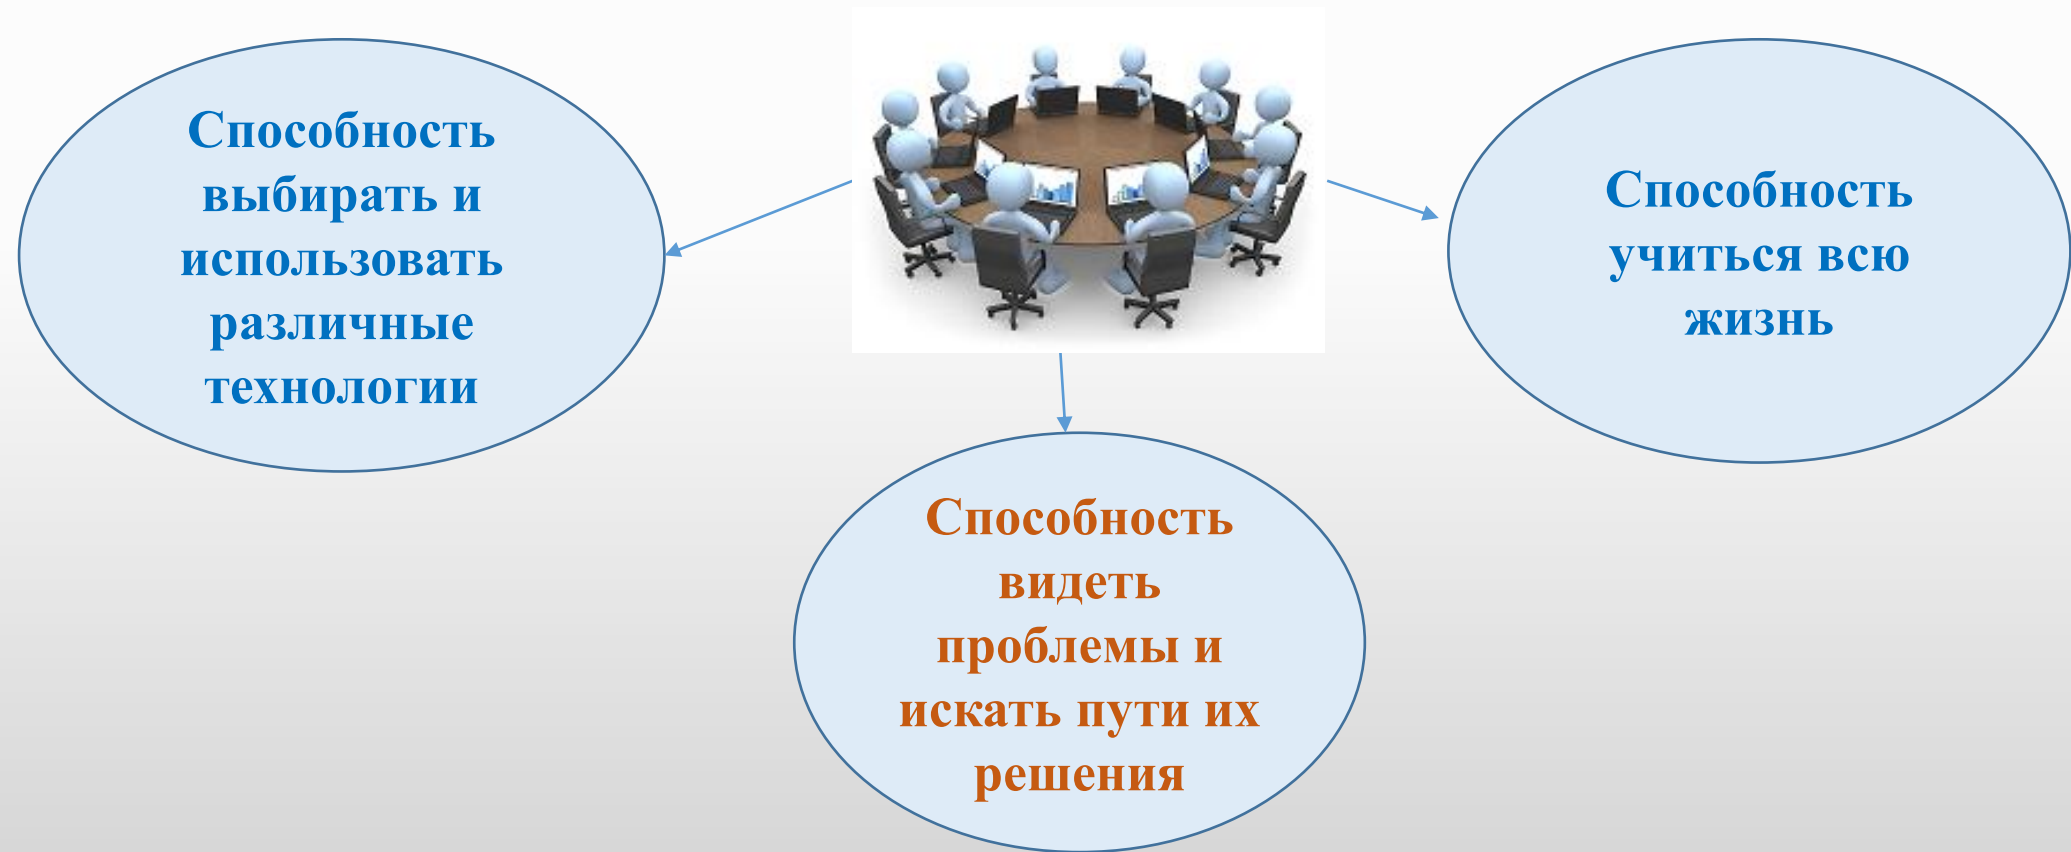 Способность
выбирать и
использовать
различные
технологии
Способность
учиться всю
жизнь
Способность
видеть
проблемы и
искать пути их
решения